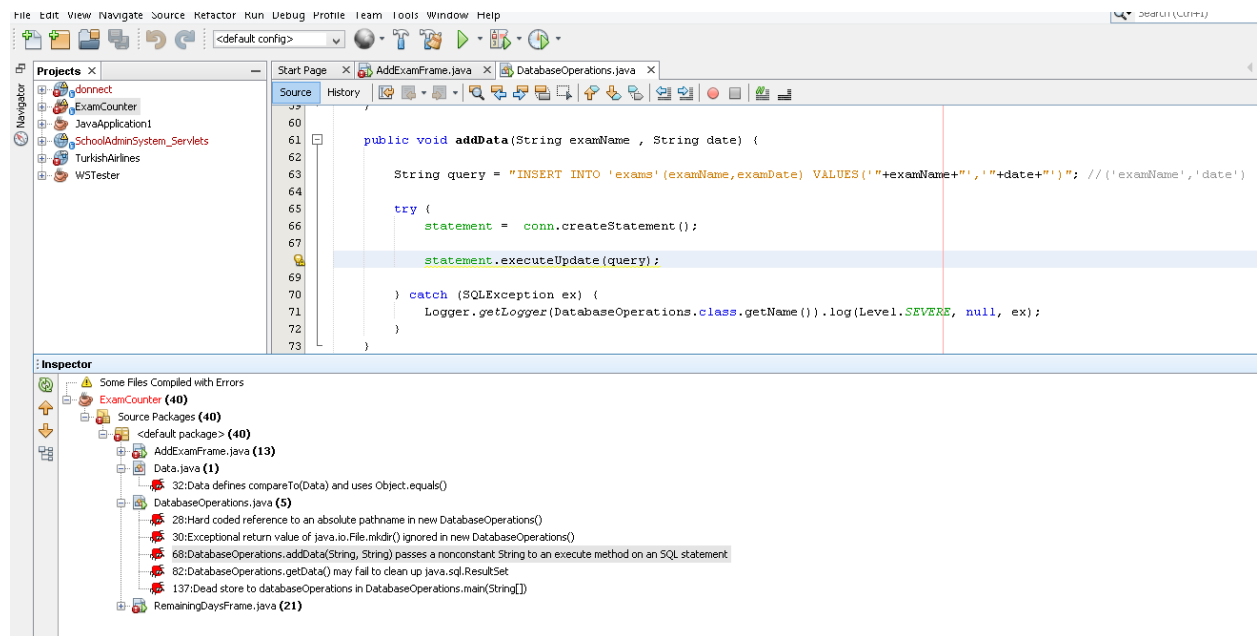 File Edit View Navigate Source Refactor Run Debug Profile Team Tools Window Help
Search (Ctrl+I)
<default config>
Projects
Start Page
AddExamFrame.java
DatabaseOperations.java
Navigator
donnect
ExamCounter
JavaApplication1
SchoolAdminSystem_Servlets
TurkishAirlines
WSTester
Source History
59 }
60
61 public void addData(String examName , String date) {
62
63 String query = "INSERT INTO 'exams'(examName,examDate) VALUES('"+examName+"','"+date+"')"; //('examName','date')
64
65 try {
66 statement = conn.createStatement();
67
statement.executeUpdate(query);
69
70 } catch (SQLException ex) {
71 Logger.getLogger(DatabaseOperations.class.getName()).log(Level.SEVERE, null, ex);
72 }
73 }
Inspector
Some Files Compiled with Errors
ExamCounter (40)
Source Packages (40)
<default package> (40)
AddExamFrame.java (13)
Data.java (1)
32:Data defines compareTo(Data) and uses Object.equals()
DatabaseOperations.java (5)
28:Hard coded reference to an absolute pathname in new DatabaseOperations()
30:Exceptional return value of java.io.File.mkdir() ignored in new DatabaseOperations()
68:DatabaseOperations.addData(String, String) passes a nonconstant String to an execute method on an SQL statement
82:DatabaseOperations.getData() may fail to clean up java.sql.ResultSet
137:Dead store to databaseOperations in DatabaseOperations.main(String[])
RemainingDaysFrame.java (21)